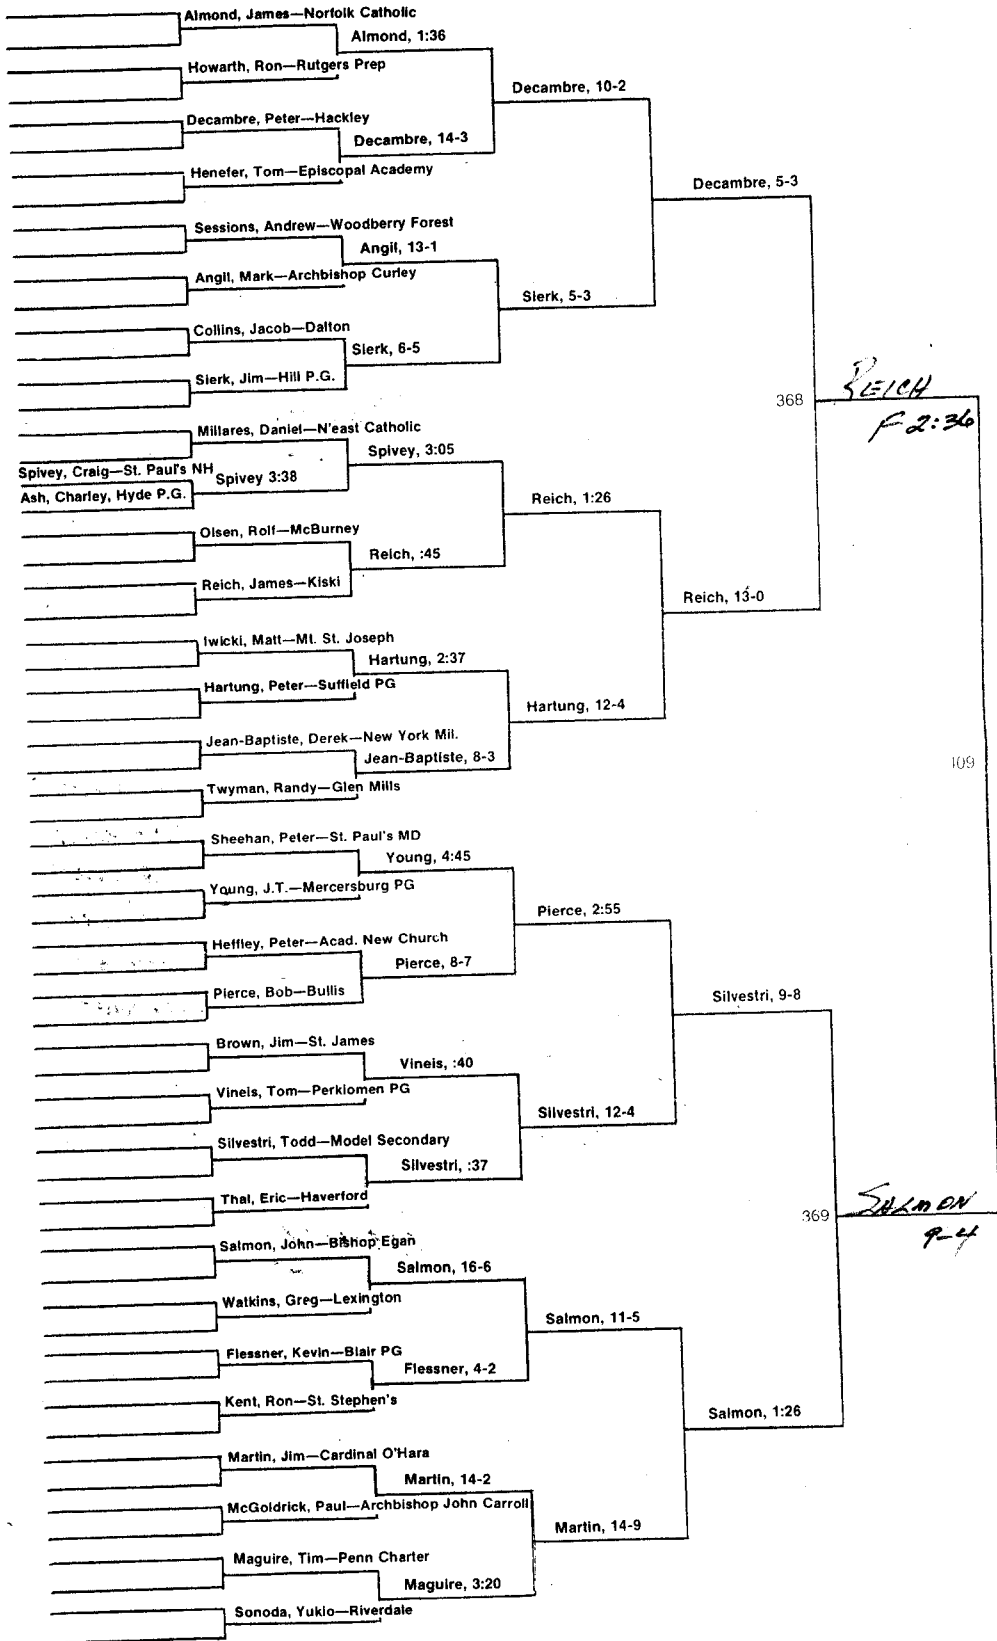 Almond, James—Norfolk Catholic
Almond, 1:36
Howarth, Ron—Rutgers Prep
Decambre, 10-2
Decambre, Peter—Hackley
Decambre, 14-3
Henefer, Tom—Episcopal Academy
Decambre, 5-3
Sessions, Andrew—Woodberry Forest
Angil, 13-1
Angil, Mark—Archbishop Curley
Sierk, 5-3
Collins, Jacob—Dalton
Sierk, 6-5
Sierk, Jim—Hill P.G.
368
REICH
F 2:36
Millares, Daniel—N'east Catholic
Spivey, 3:05
Spivey, Craig—St. Paul's NH
Spivey 3:38
Ash, Charley, Hyde P.G.
Reich, 1:26
Olsen, Rolf—McBurney
Reich, :45
Reich, James—Kiski
Reich, 13-0
Iwicki, Matt—Mt. St. Joseph
Hartung, 2:37
Hartung, Peter—Suffield PG
Hartung, 12-4
Jean-Baptiste, Derek—New York Mil.
Jean-Baptiste, 8-3
109
Twyman, Randy—Glen Mills
Sheehan, Peter—St. Paul's MD
Young, 4:45
Young, J.T.—Mercersburg PG
Pierce, 2:55
Heffley, Peter—Acad. New Church
Pierce, 8-7
Pierce, Bob—Bullis
Silvestri, 9-8
Brown, Jim—St. James
Vineis, :40
Vineis, Tom—Perkiomen PG
Silvestri, 12-4
Silvestri, Todd—Model Secondary
Silvestri, :37
Thal, Eric—Haverford
369
SALMON
9-4
Salmon, John—Bishop Egan
Salmon, 16-6
Watkins, Greg—Lexington
Salmon, 11-5
Flessner, Kevin—Blair PG
Flessner, 4-2
Kent, Ron—St. Stephen's
Salmon, 1:26
Martin, Jim—Cardinal O'Hara
Martin, 14-2
McGoldrick, Paul—Archbishop John Carroll
Martin, 14-9
Maguire, Tim—Penn Charter
Maguire, 3:20
Sonoda, Yukio—Riverdale